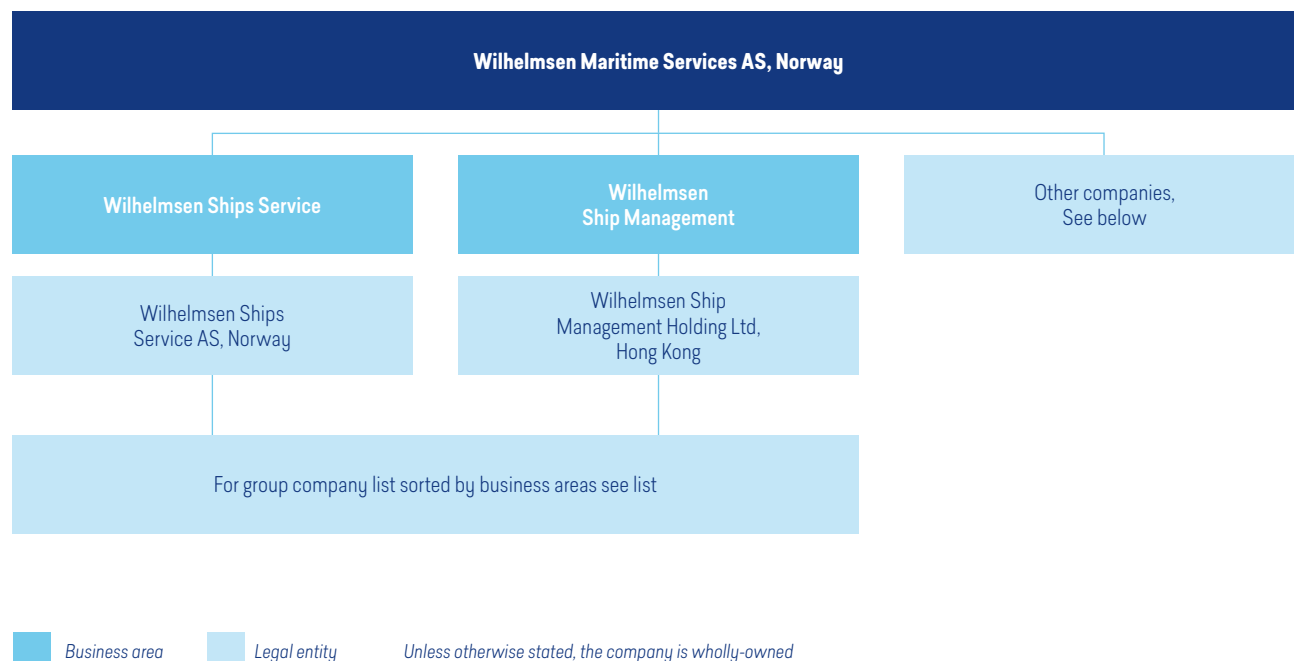 Wilhelmsen Maritime Services AS, Norway
Wilhelmsen Ships Service
Wilhelmsen
Ship Management
Other companies,
See below
Wilhelmsen Ships
Service AS, Norway
Wilhelmsen Ship
Management Holding Ltd,
Hong Kong
For group company list sorted by business areas see list
Business area
Legal entity
Unless otherwise stated, the company is wholly-owned